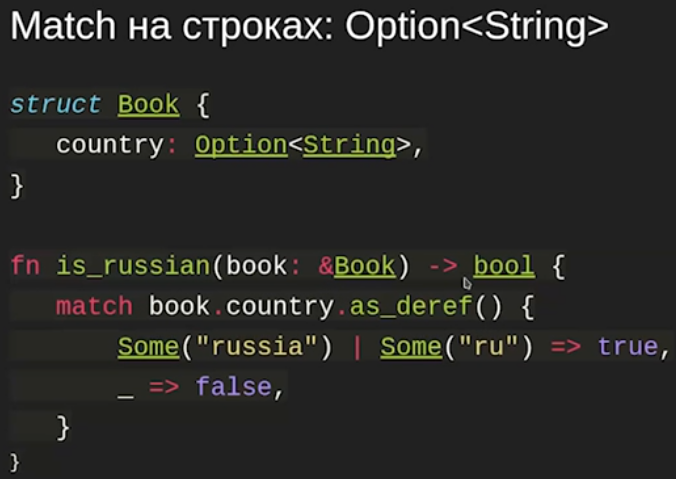 Match на строках: Option<String>
struct Book {
country: Option<String>,
}
fn is_russian(book: &Book) -> bool {
match book.country.as_deref() {
Some("russia") | Some("ru") => true,
_ => false,
}
}